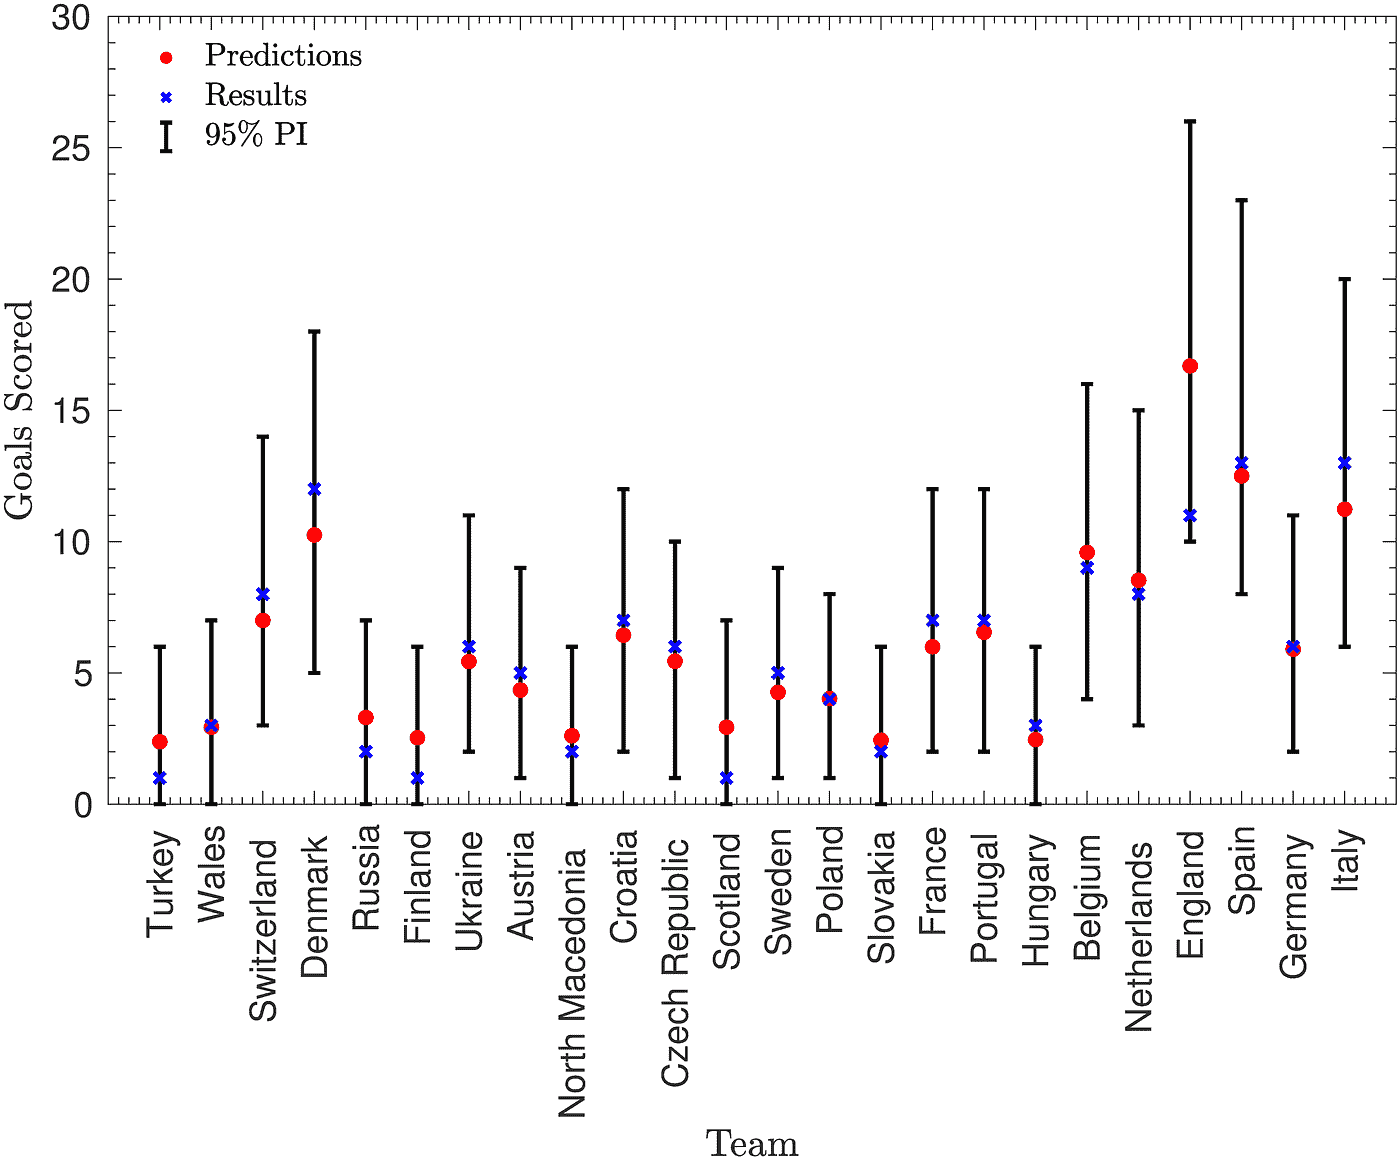 30
25
20
15
10
5
0
Goals Scored
Predictions
Results
95% PI
Turkey
Wales
Switzerland
Denmark
Russia
Finland
Ukraine
Austria
North Macedonia
Croatia
Czech Republic
Scotland
Sweden
Poland
Slovakia
France
Portugal
Hungary
Belgium
Netherlands
England
Spain
Germany
Italy
Team